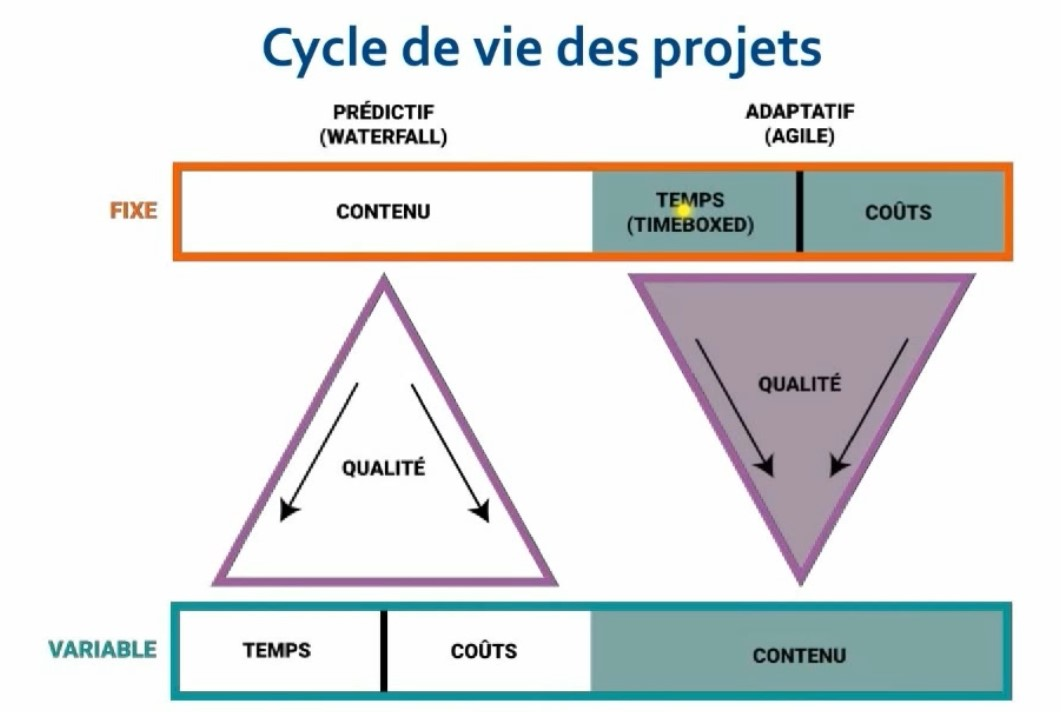 Cycle de vie des projets
PRÉDICTIF
(WATERFALL)
ADAPTATIF
(AGILE)
FIXE
CONTENU
TEMPS
(TIMEBOXED)
COÛTS
QUALITÉ
QUALITÉ
VARIABLE
TEMPS
COÛTS
CONTENU